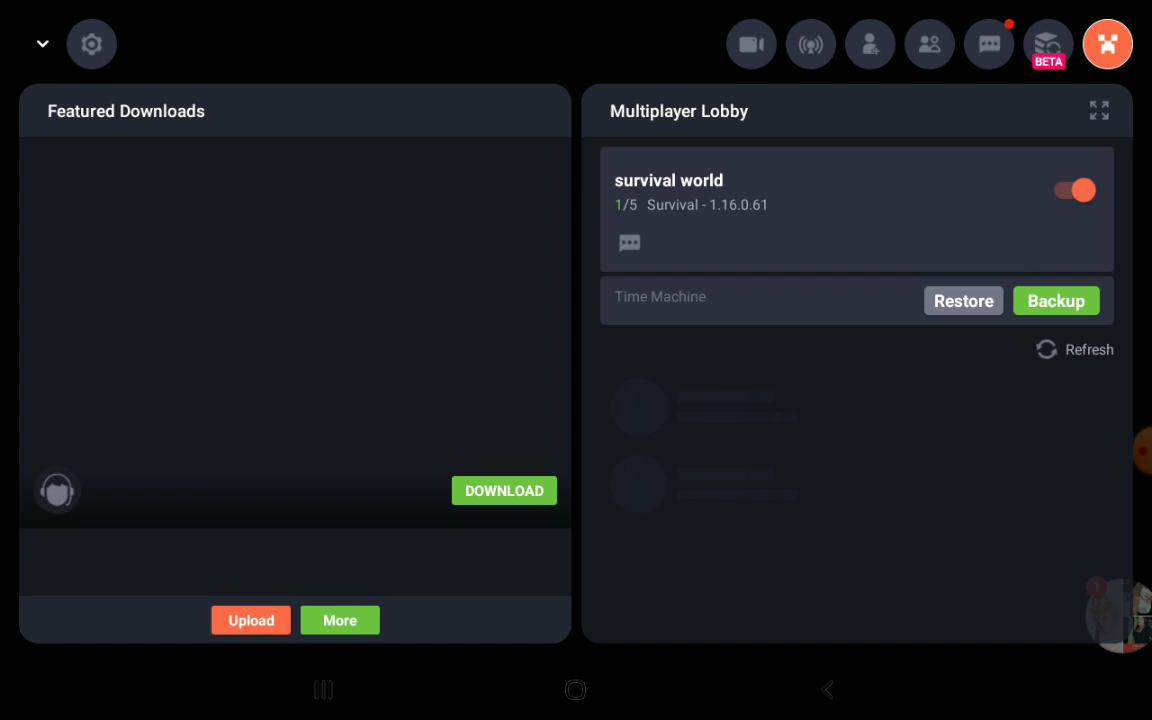 BETA
Featured Downloads
DOWNLOAD
Upload
More
Multiplayer Lobby
survival world
1/5 Survival - 1.16.0.61
Time Machine
Restore
Backup
Refresh
1